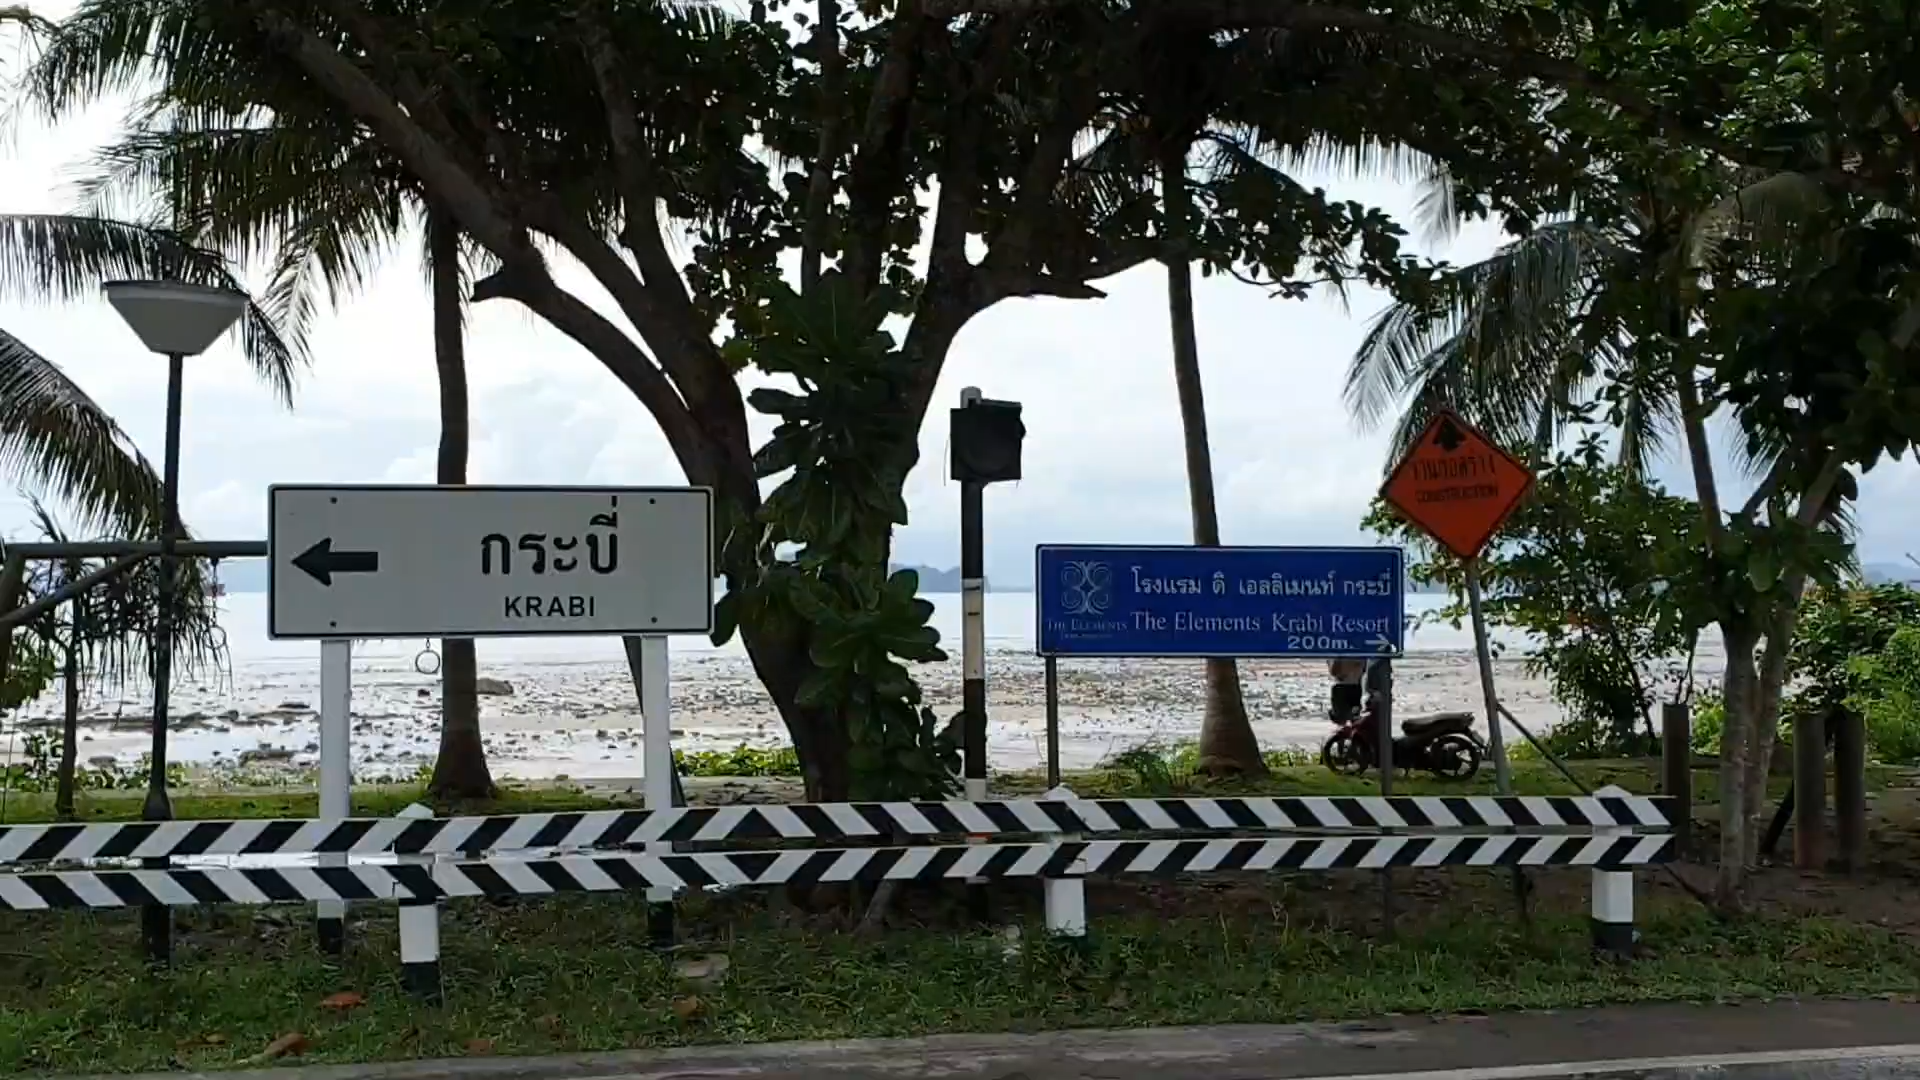 กระบี่
KRABI
โรงแรม ดิ เอลลิเมนท์ กระบี่
THE ELEMENTS
The Elements Krabi Resort
200m.
งานก่อสร้าง
CONSTRUCTION